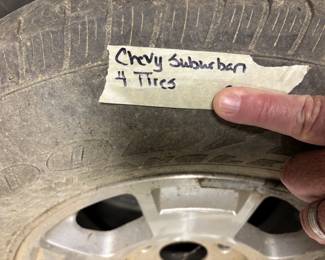 Chevy Suburban
4 Tires